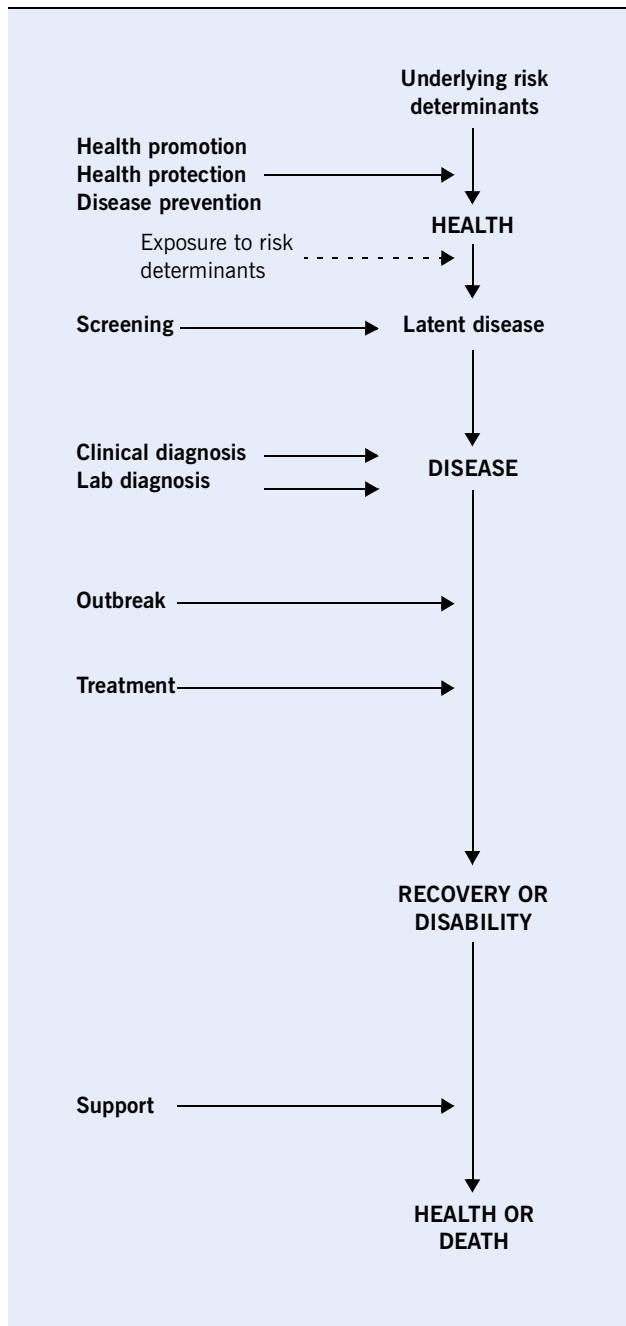 Underlying risk
determinants
Health promotion
Health protection
Disease prevention
HEALTH
Exposure to risk
determinants
Screening
Latent disease
Clinical diagnosis
Lab diagnosis
DISEASE
Outbreak
Treatment
RECOVERY OR
DISABILITY
Support
HEALTH OR
DEATH